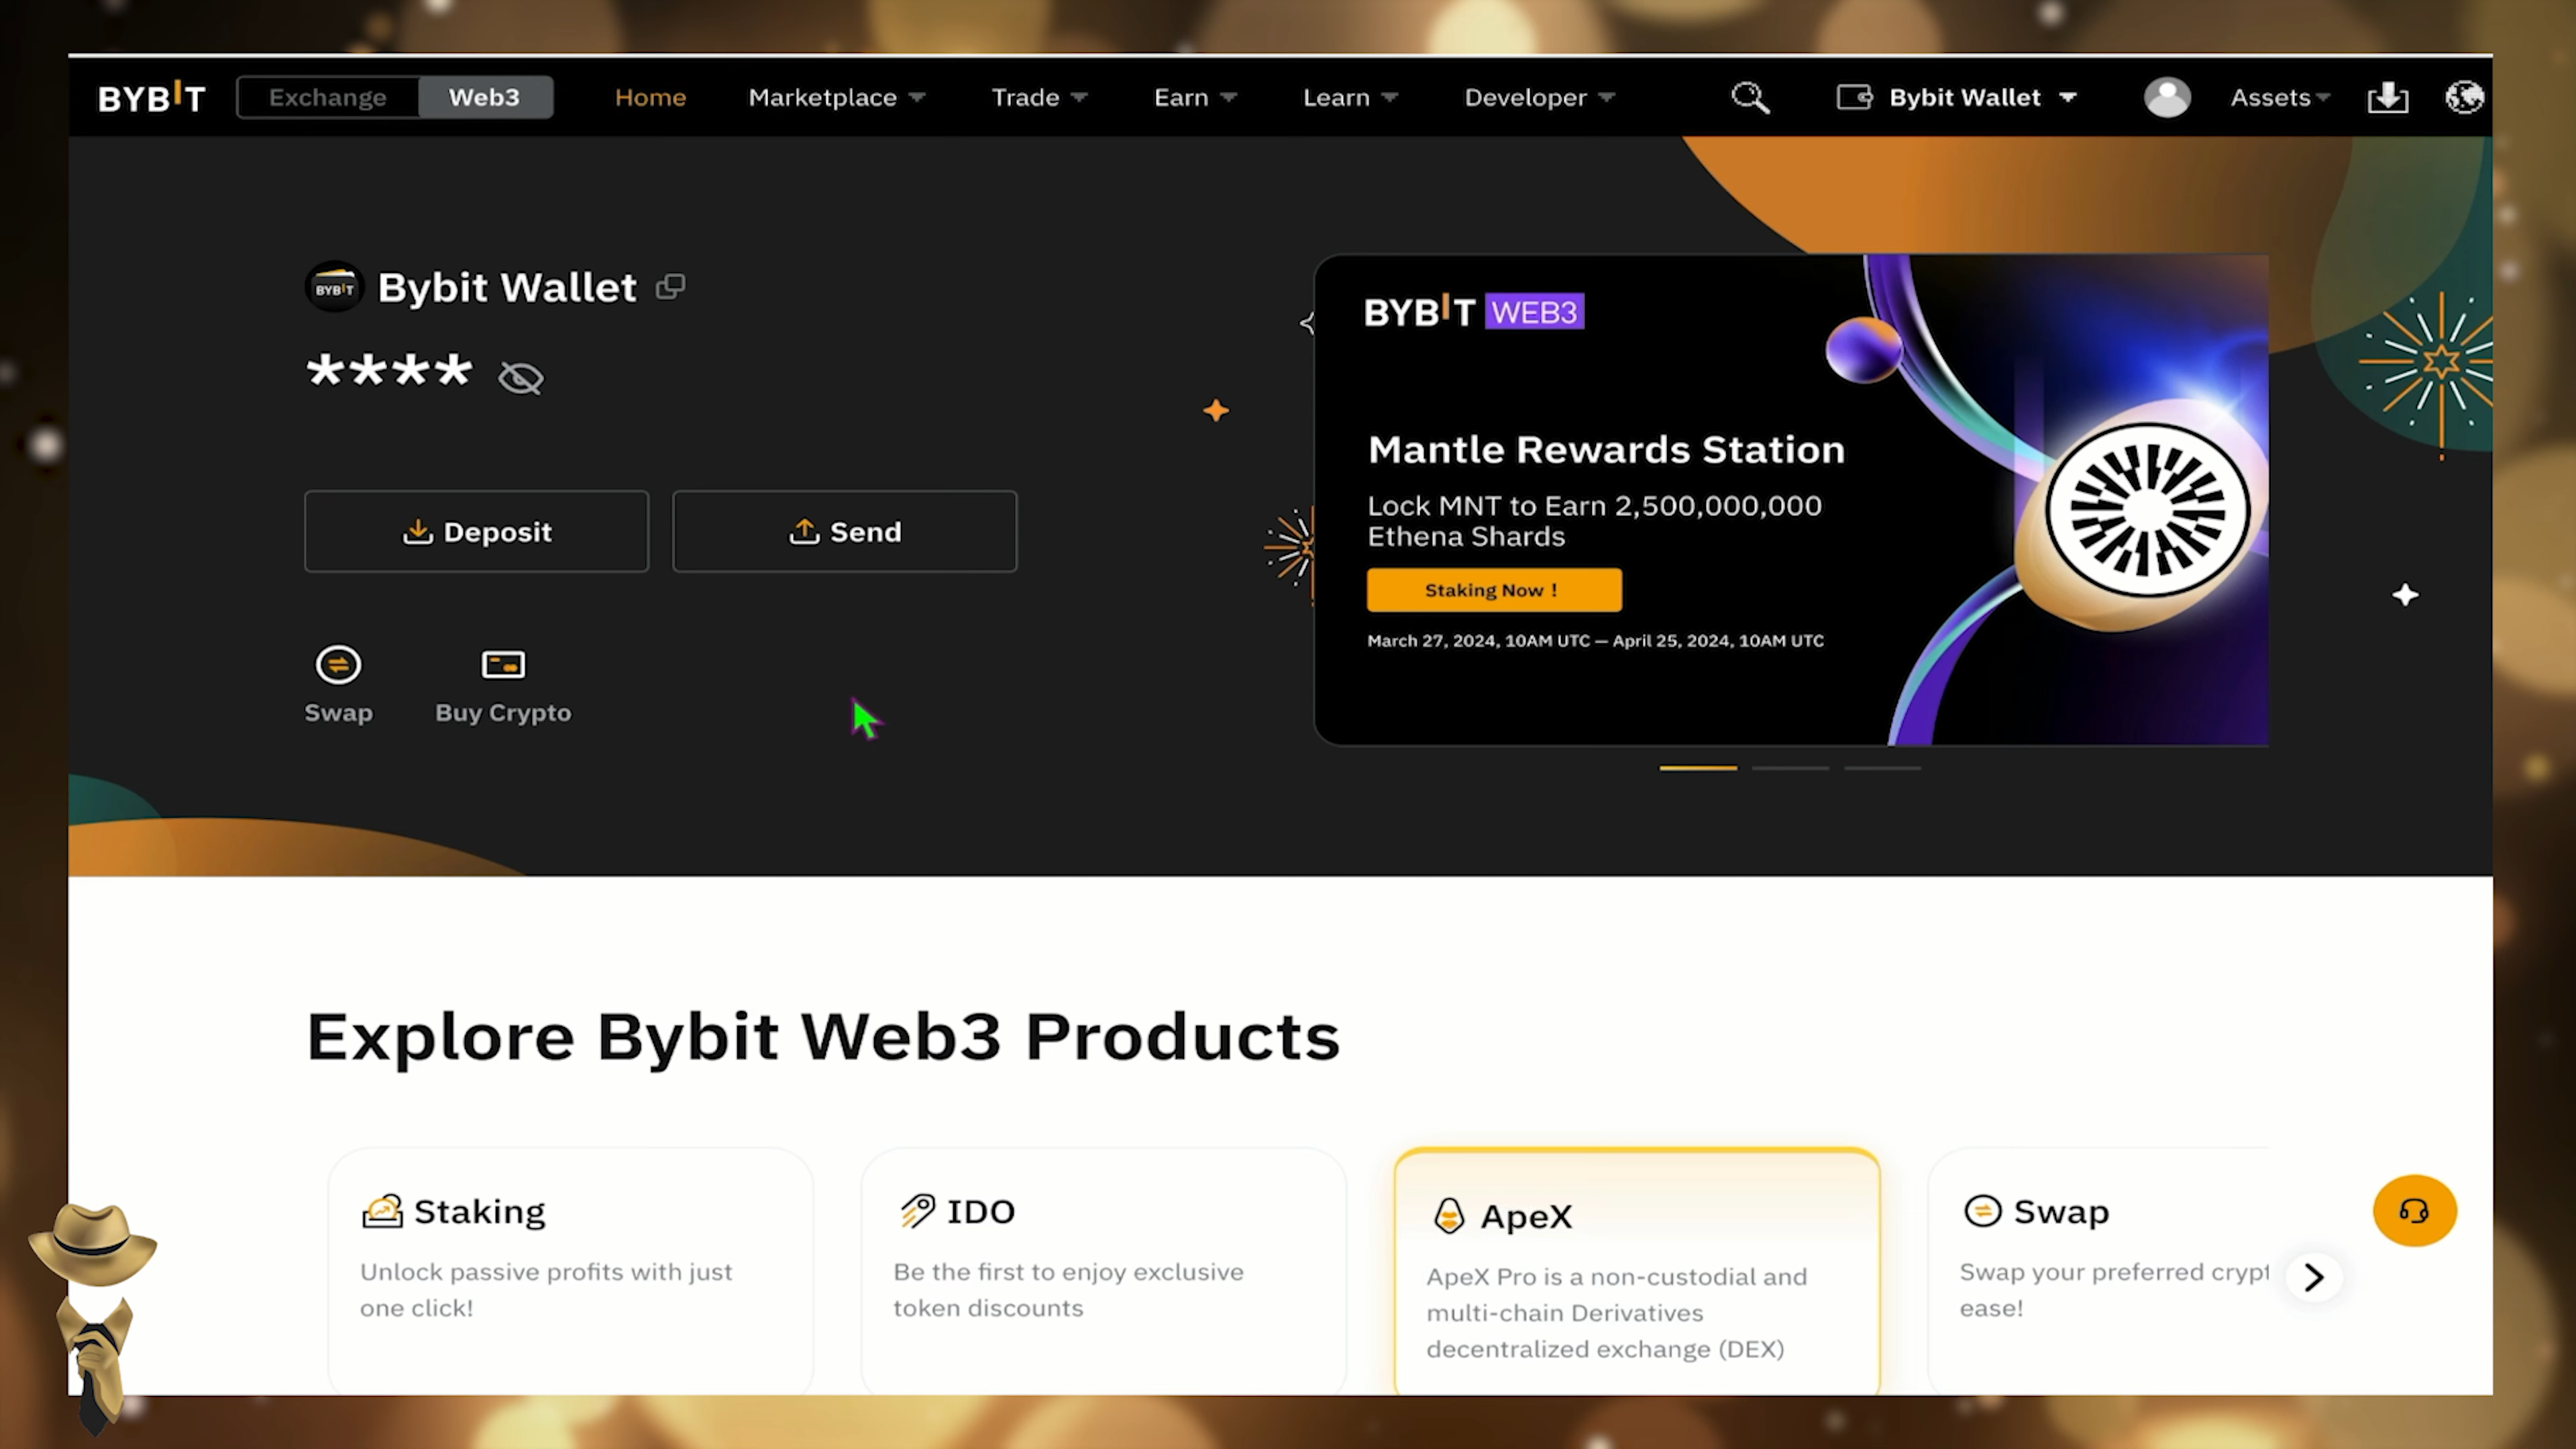 BYBIT Exchange Web3 Home Marketplace Trade Earn Learn Developer Bybit Wallet Assets
BYBIT Bybit Wallet
****
Deposit Send
Swap Buy Crypto
BYBIT WEB3
Mantle Rewards Station
Lock MNT to Earn 2,500,000,000
Ethena Shards
Staking Now !
March 27, 2024, 10AM UTC — April 25, 2024, 10AM UTC
Explore Bybit Web3 Products
Staking
Unlock passive profits with just
one click!
IDO
Be the first to enjoy exclusive
token discounts
ApeX
ApeX Pro is a non-custodial and
multi-chain Derivatives
decentralized exchange (DEX)
Swap
Swap your preferred crypt
ease!